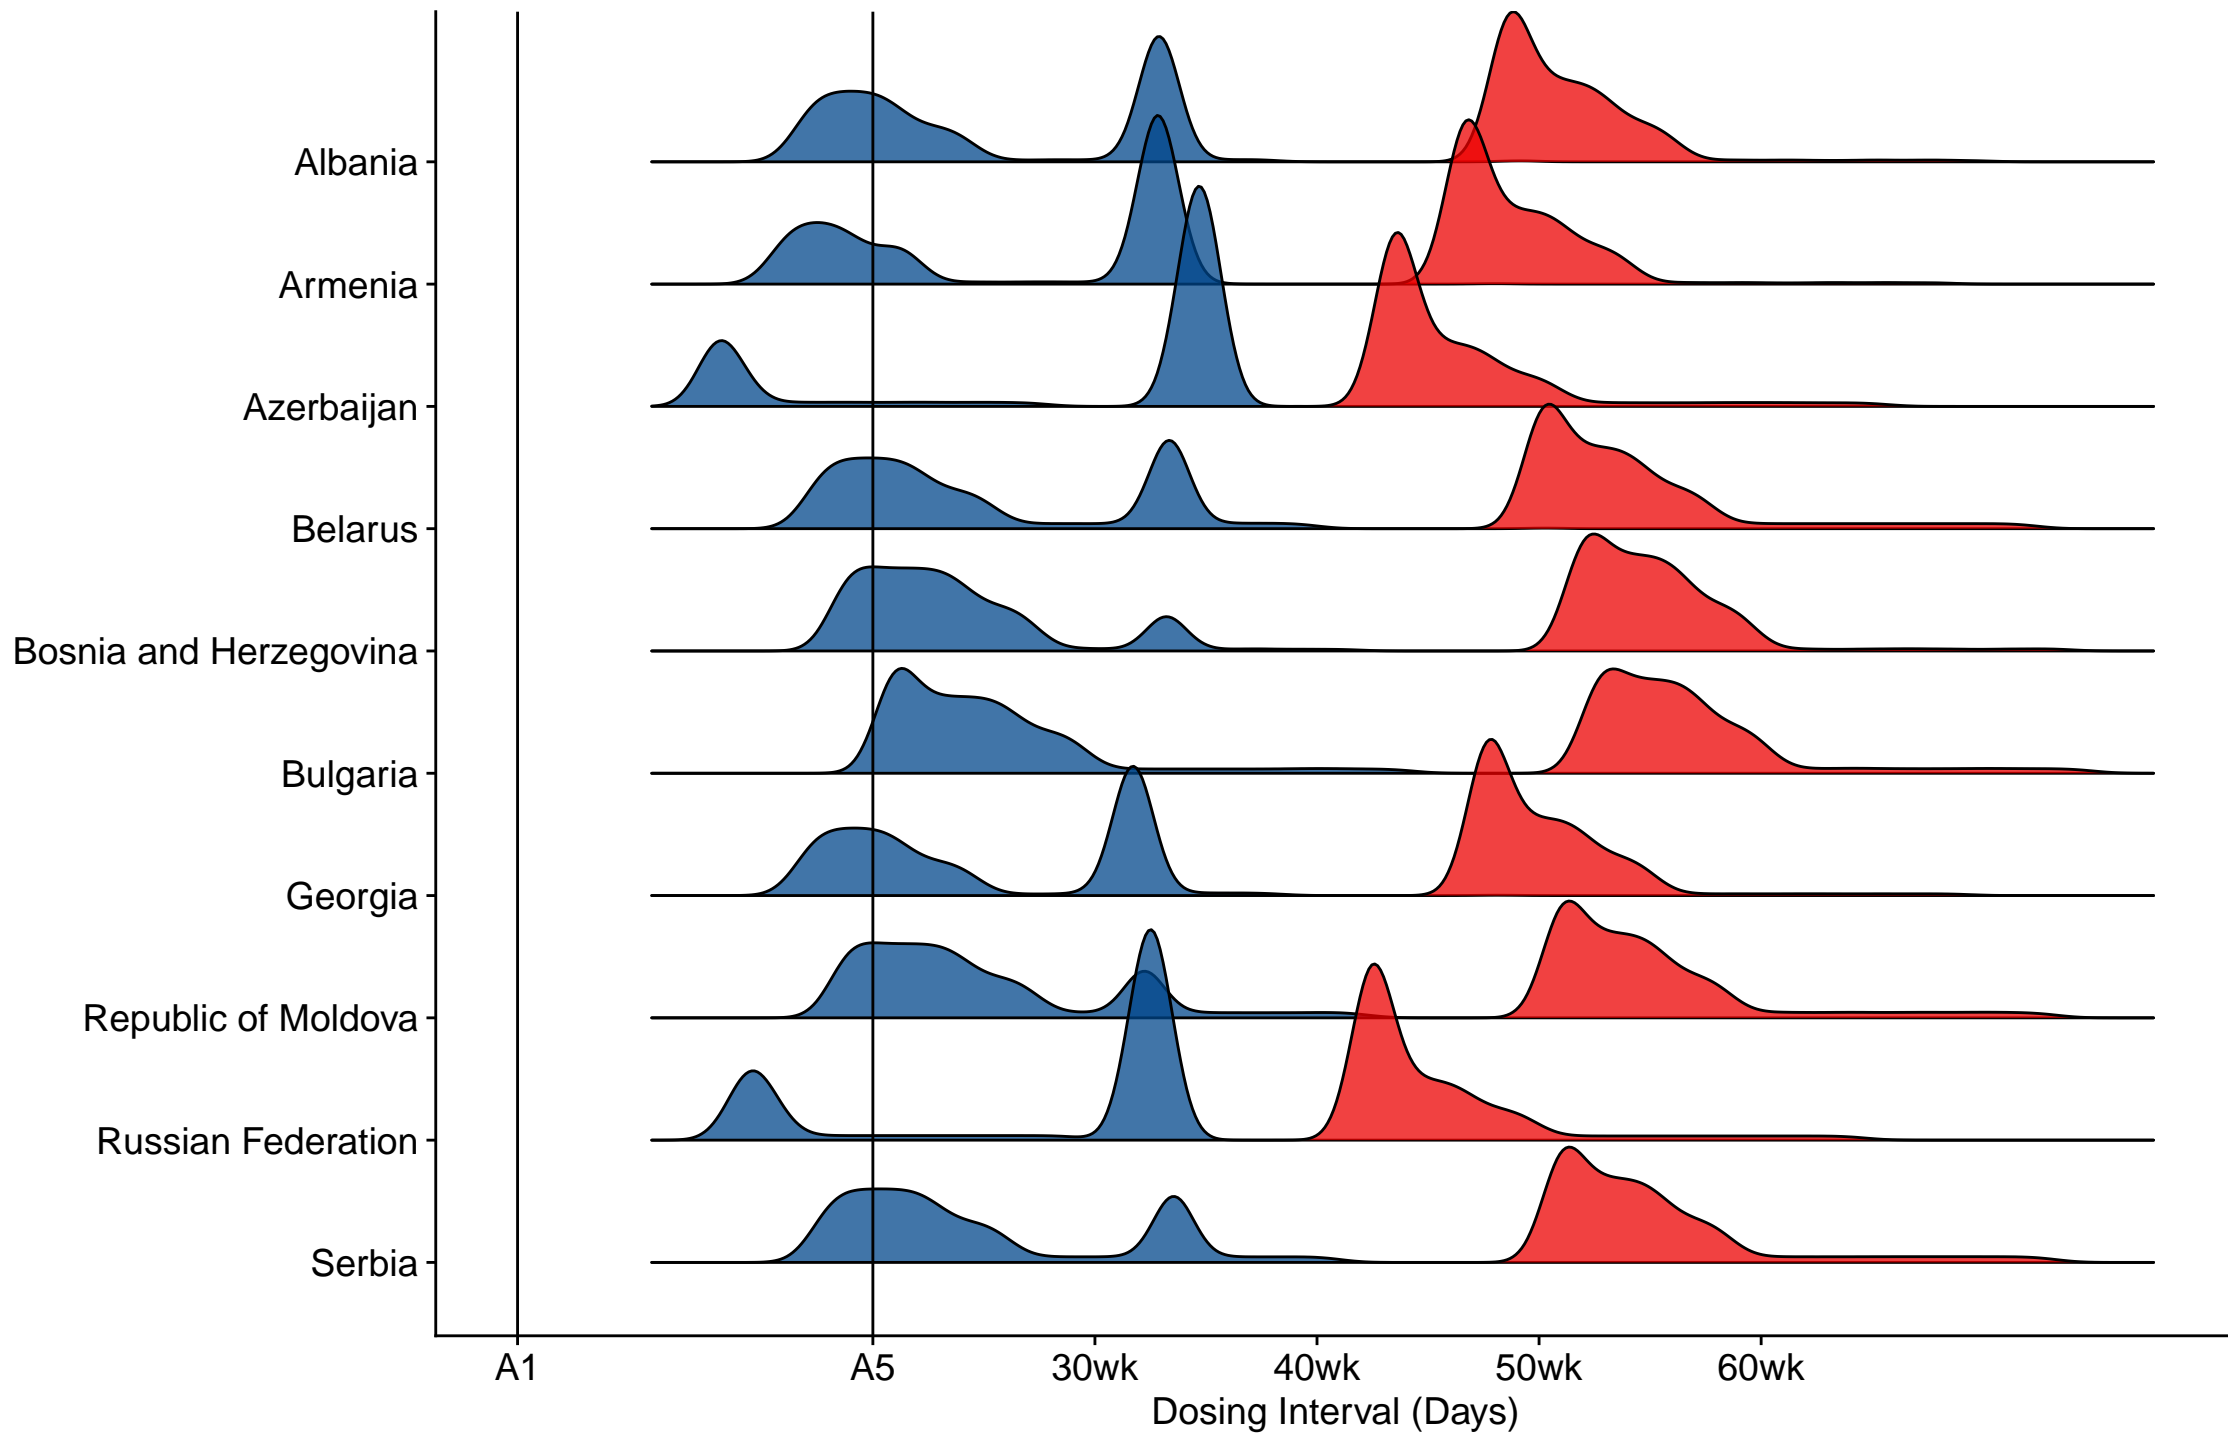 Albania
Armenia
Azerbaijan
Belarus
Bosnia and Herzegovina
Bulgaria
Georgia
Republic of Moldova
Russian Federation
Serbia
A1 A5 30wk 40wk 50wk 60wk
Dosing Interval (Days)